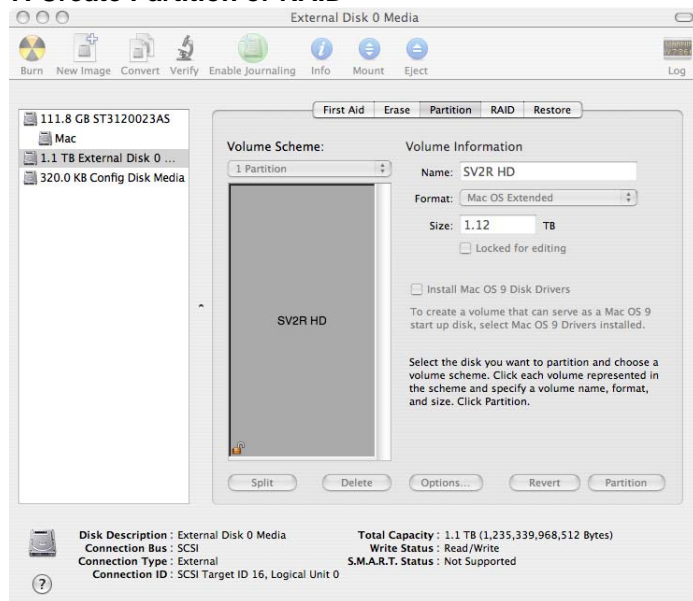 External Disk 0 Media
Burn New Image Convert Verify Enable Journaling Info Mount Eject Log
First Aid Erase Partition RAID Restore
111.8 GB ST3120023AS
Mac
1.1 TB External Disk 0 ...
320.0 KB Config Disk Media
Volume Scheme:
1 Partition
SV2R HD
Volume Information
Name: SV2R HD
Format: Mac OS Extended
Size: 1.12 TB
Locked for editing
Install Mac OS 9 Disk Drivers
To create a volume that can serve as a Mac OS 9
start up disk, select Mac OS 9 Drivers installed.
Select the disk you want to partition and choose a
volume scheme. Click each volume represented in
the scheme and specify a volume name, format,
and size. Click Partition.
Split Delete Options... Revert Partition
Disk Description : External Disk 0 Media
Connection Bus : SCSI
Connection Type : External
Connection ID : SCSI Target ID 16, Logical Unit 0
Total Capacity : 1.1 TB (1,235,339,968,512 Bytes)
Write Status : Read/Write
S.M.A.R.T. Status : Not Supported
?